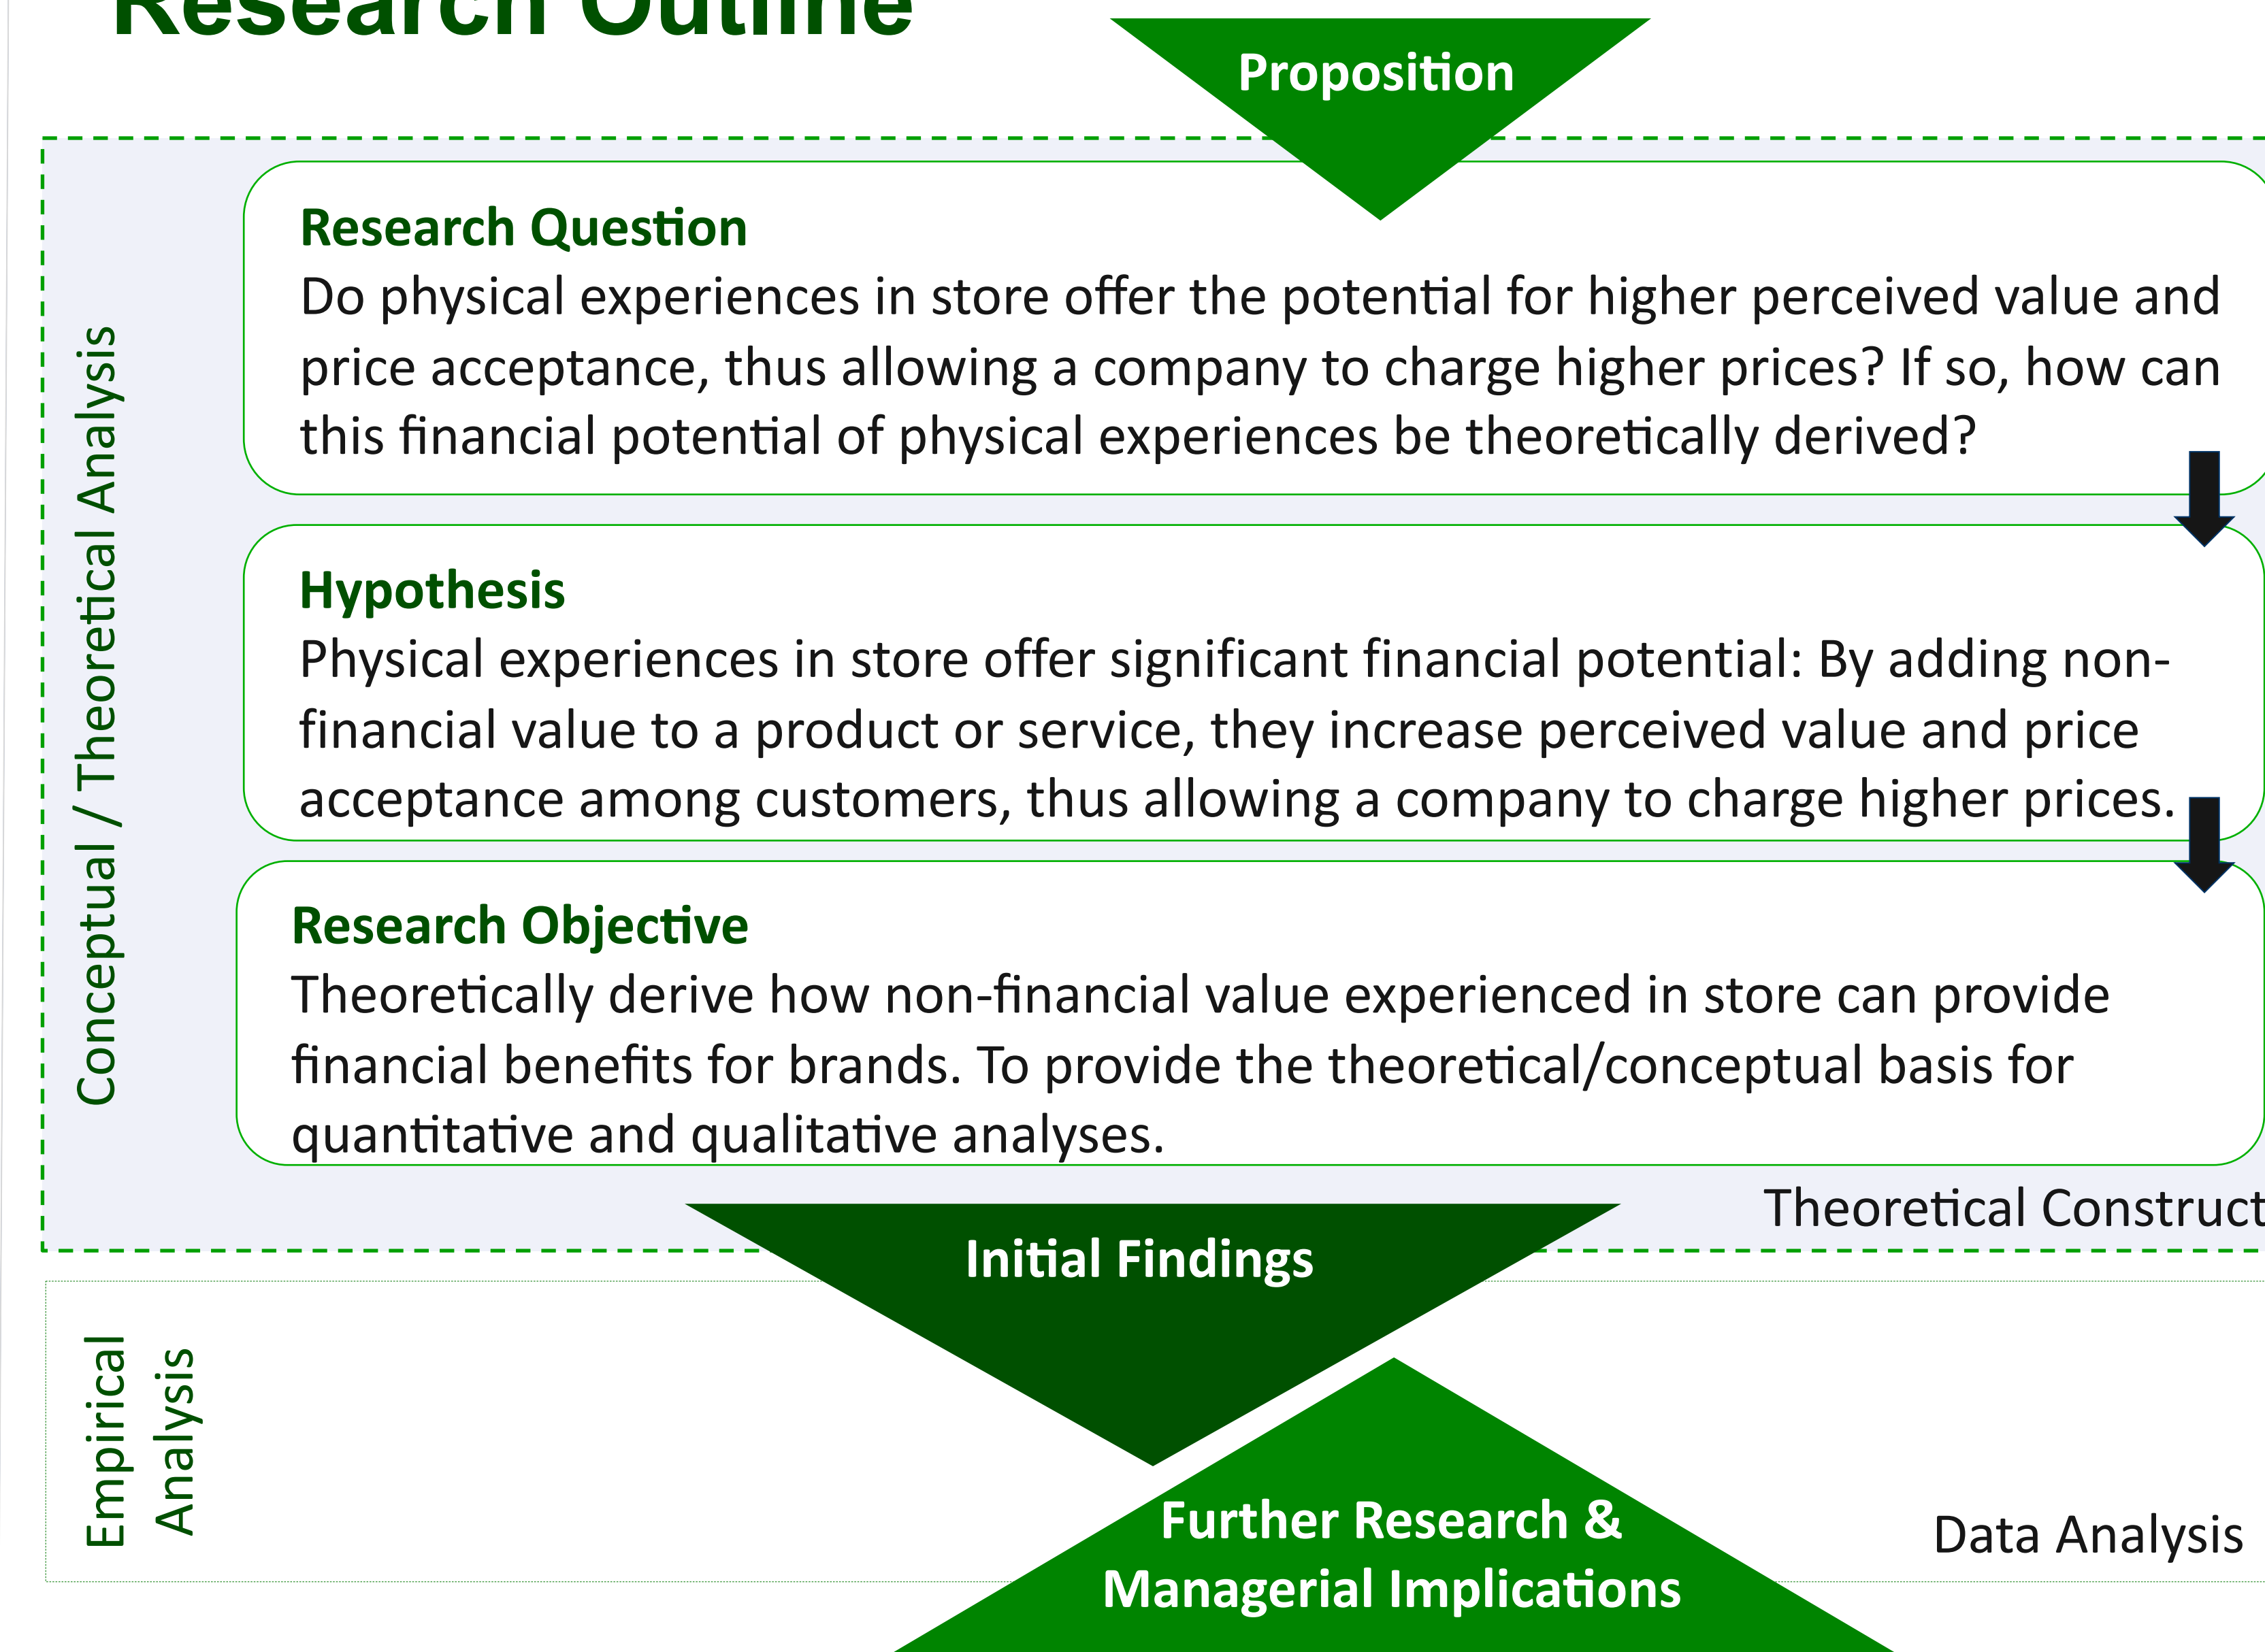 Research Outline
Proposition
Research Question
Do physical experiences in store offer the potential for higher perceived value and
price acceptance, thus allowing a company to charge higher prices? If so, how can
this financial potential of physical experiences be theoretically derived?
Hypothesis
Physical experiences in store offer significant financial potential: By adding non-
financial value to a product or service, they increase perceived value and price
acceptance among customers, thus allowing a company to charge higher prices.
Research Objective
Theoretically derive how non-financial value experienced in store can provide
financial benefits for brands. To provide the theoretical/conceptual basis for
quantitative and qualitative analyses.
Conceptual / Theoretical Analysis
Theoretical Construct
Initial Findings
Empirical
Analysis
Further Research &
Managerial Implications
Data Analysis